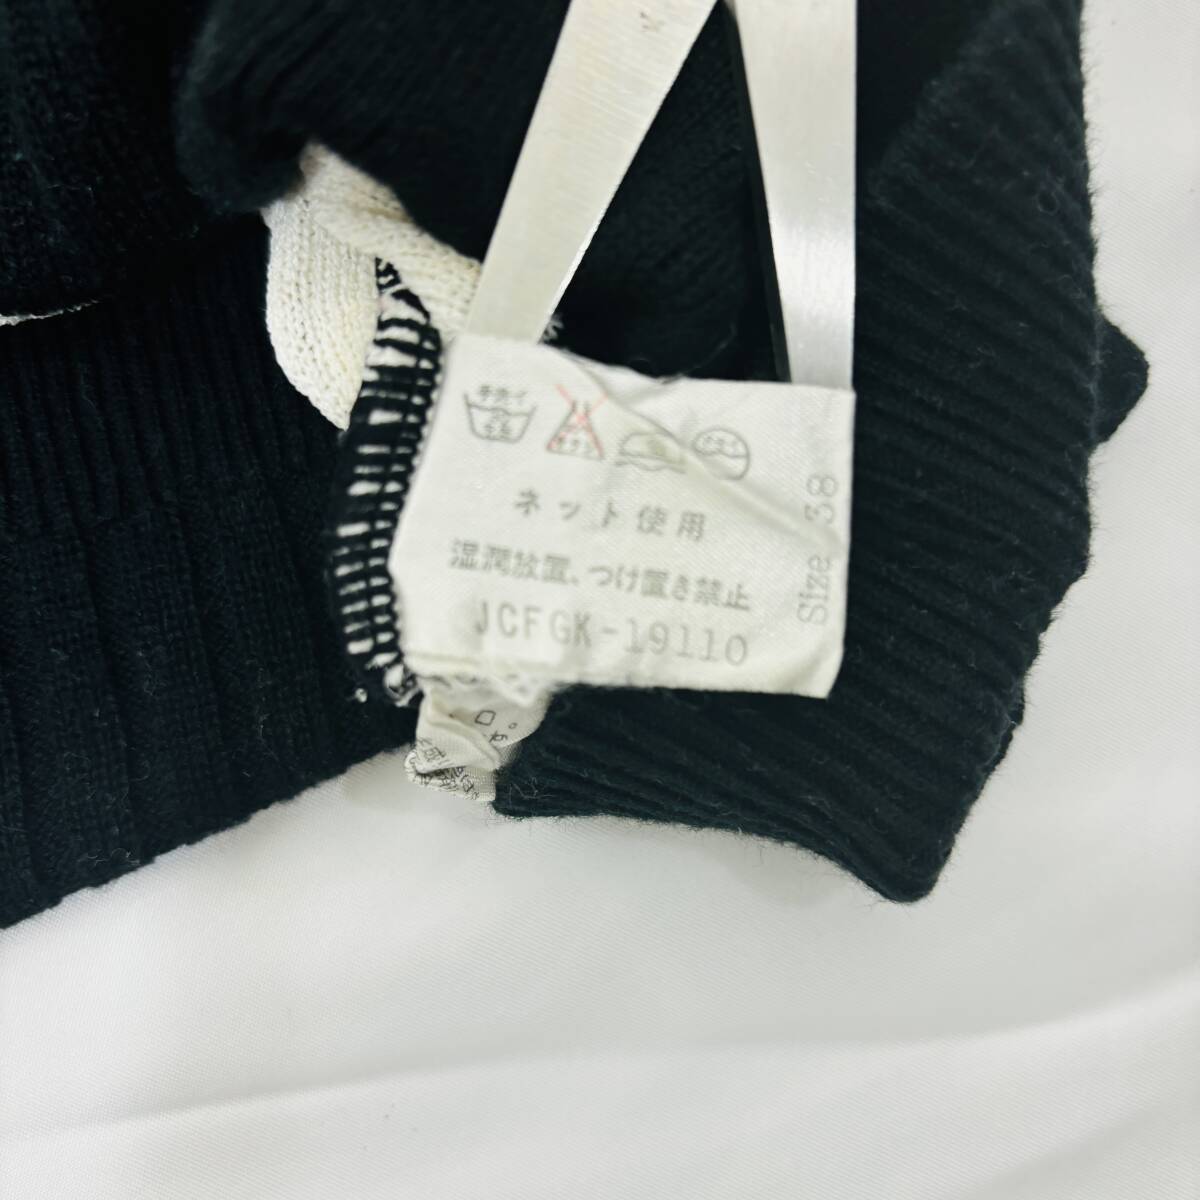 手洗イ
ネット使用
湿潤放置、つけ置き禁止
JCFGK-19110
Size 38